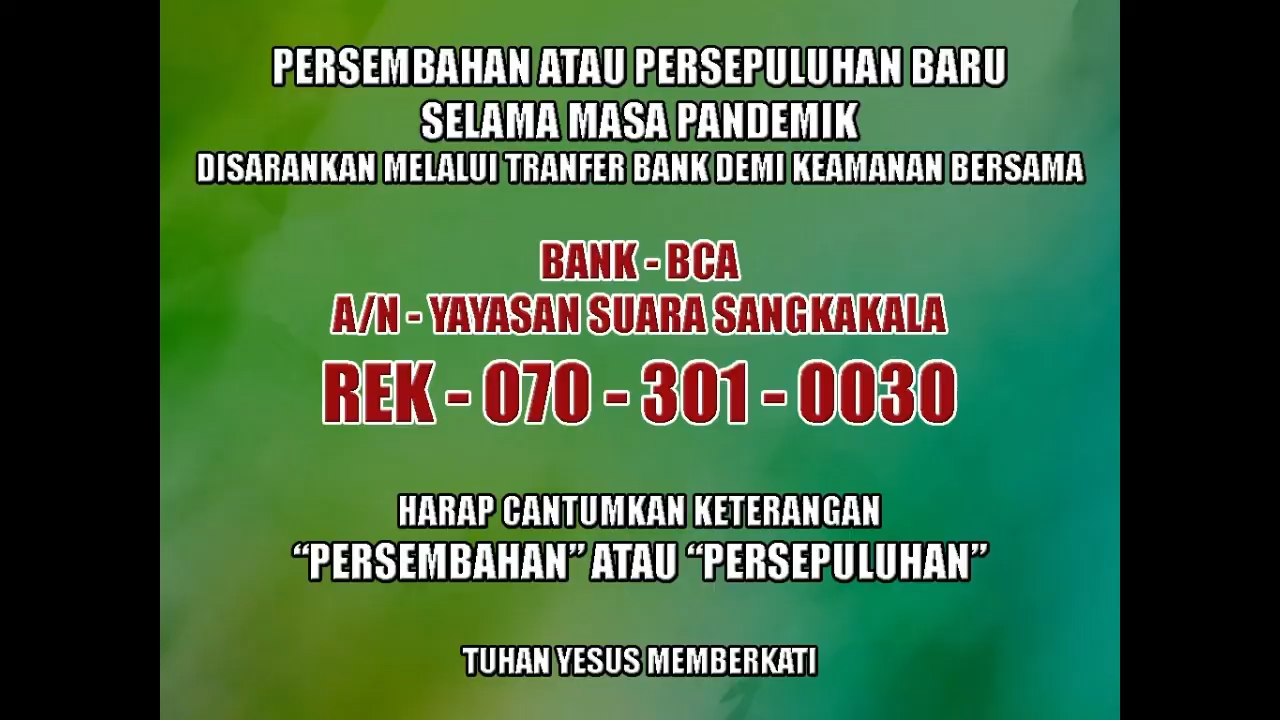 PERSEMBAHAN ATAU PERSEPULUHAN BARU
SELAMA MASA PANDEMIK
DISARANKAN MELALUI TRANFER BANK DEMI KEAMANAN BERSAMA
BANK - BCA
A/N - YAYASAN SUARA SANGKAKALA
REK - 070 - 301 - 0030
HARAP CANTUMKAN KETERANGAN
“PERSEMBAHAN” ATAU “PERSEPULUHAN”
TUHAN YESUS MEMBERKATI